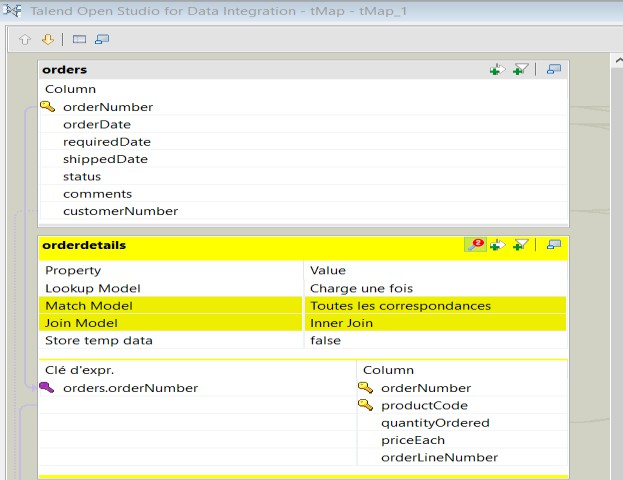 Talend Open Studio for Data Integration - tMap - tMap_1
orders
Column
orderNumber
orderDate
requiredDate
shippedDate
status
comments
customerNumber
orderdetails
2
Property Value
Lookup Model Charge une fois
Match Model Toutes les correspondances
Join Model Inner Join
Store temp data false
Clé d'expr. Column
orders.orderNumber orderNumber
productCode
quantityOrdered
priceEach
orderLineNumber